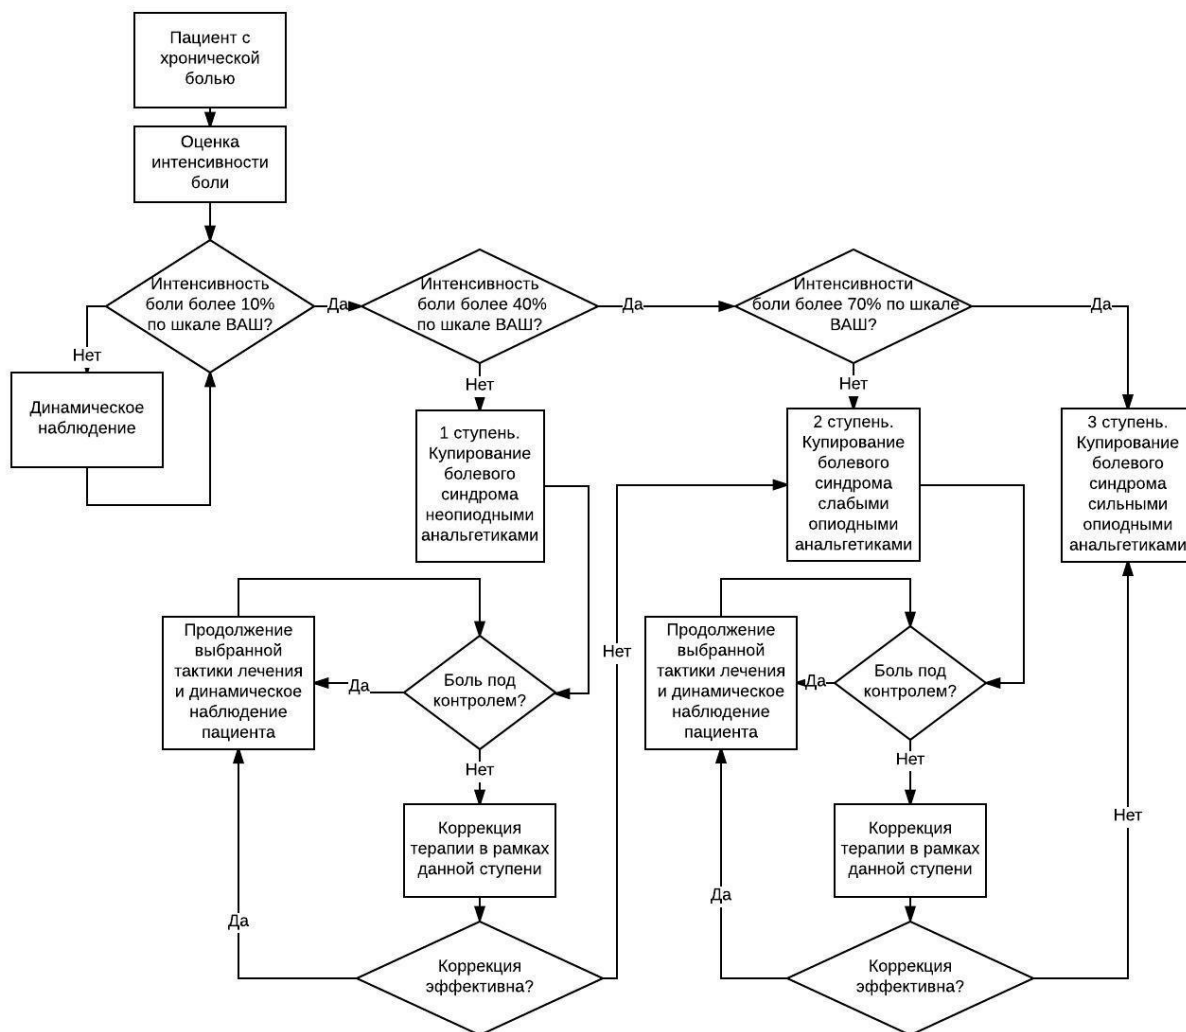 Пациент с
хронической
болью
Оценка
интенсивности
боли
Интенсивность
боли более 10%
по шкале ВАШ?
Да
Интенсивность
боли более 40%
по шкале ВАШ?
Да
Интенсивности
боли более 70% по шкале
ВАШ?
Да
Нет
Динамическое
наблюдение
Нет
1 ступень.
Купирование
болевого
синдрома
неопиодными
анальгетиками
Нет
2 ступень.
Купирование
болевого
синдрома
слабыми
опиодными
анальгетиками
3 ступень.
Купирование
болевого
синдрома
сильными
опиодными
анальгетиками
Продолжение
выбранной
тактики лечения
и динамическое
наблюдение
пациента
Да
Боль под
контролем?
Нет
Нет
Коррекция
терапии в рамках
данной ступени
Да
Коррекция
эффективна?
Продолжение
выбранной
тактики лечения
и динамическое
наблюдение
пациента
Да
Боль под
контролем?
Нет
Коррекция
терапии в рамках
данной ступени
Да
Нет
Коррекция
эффективна?